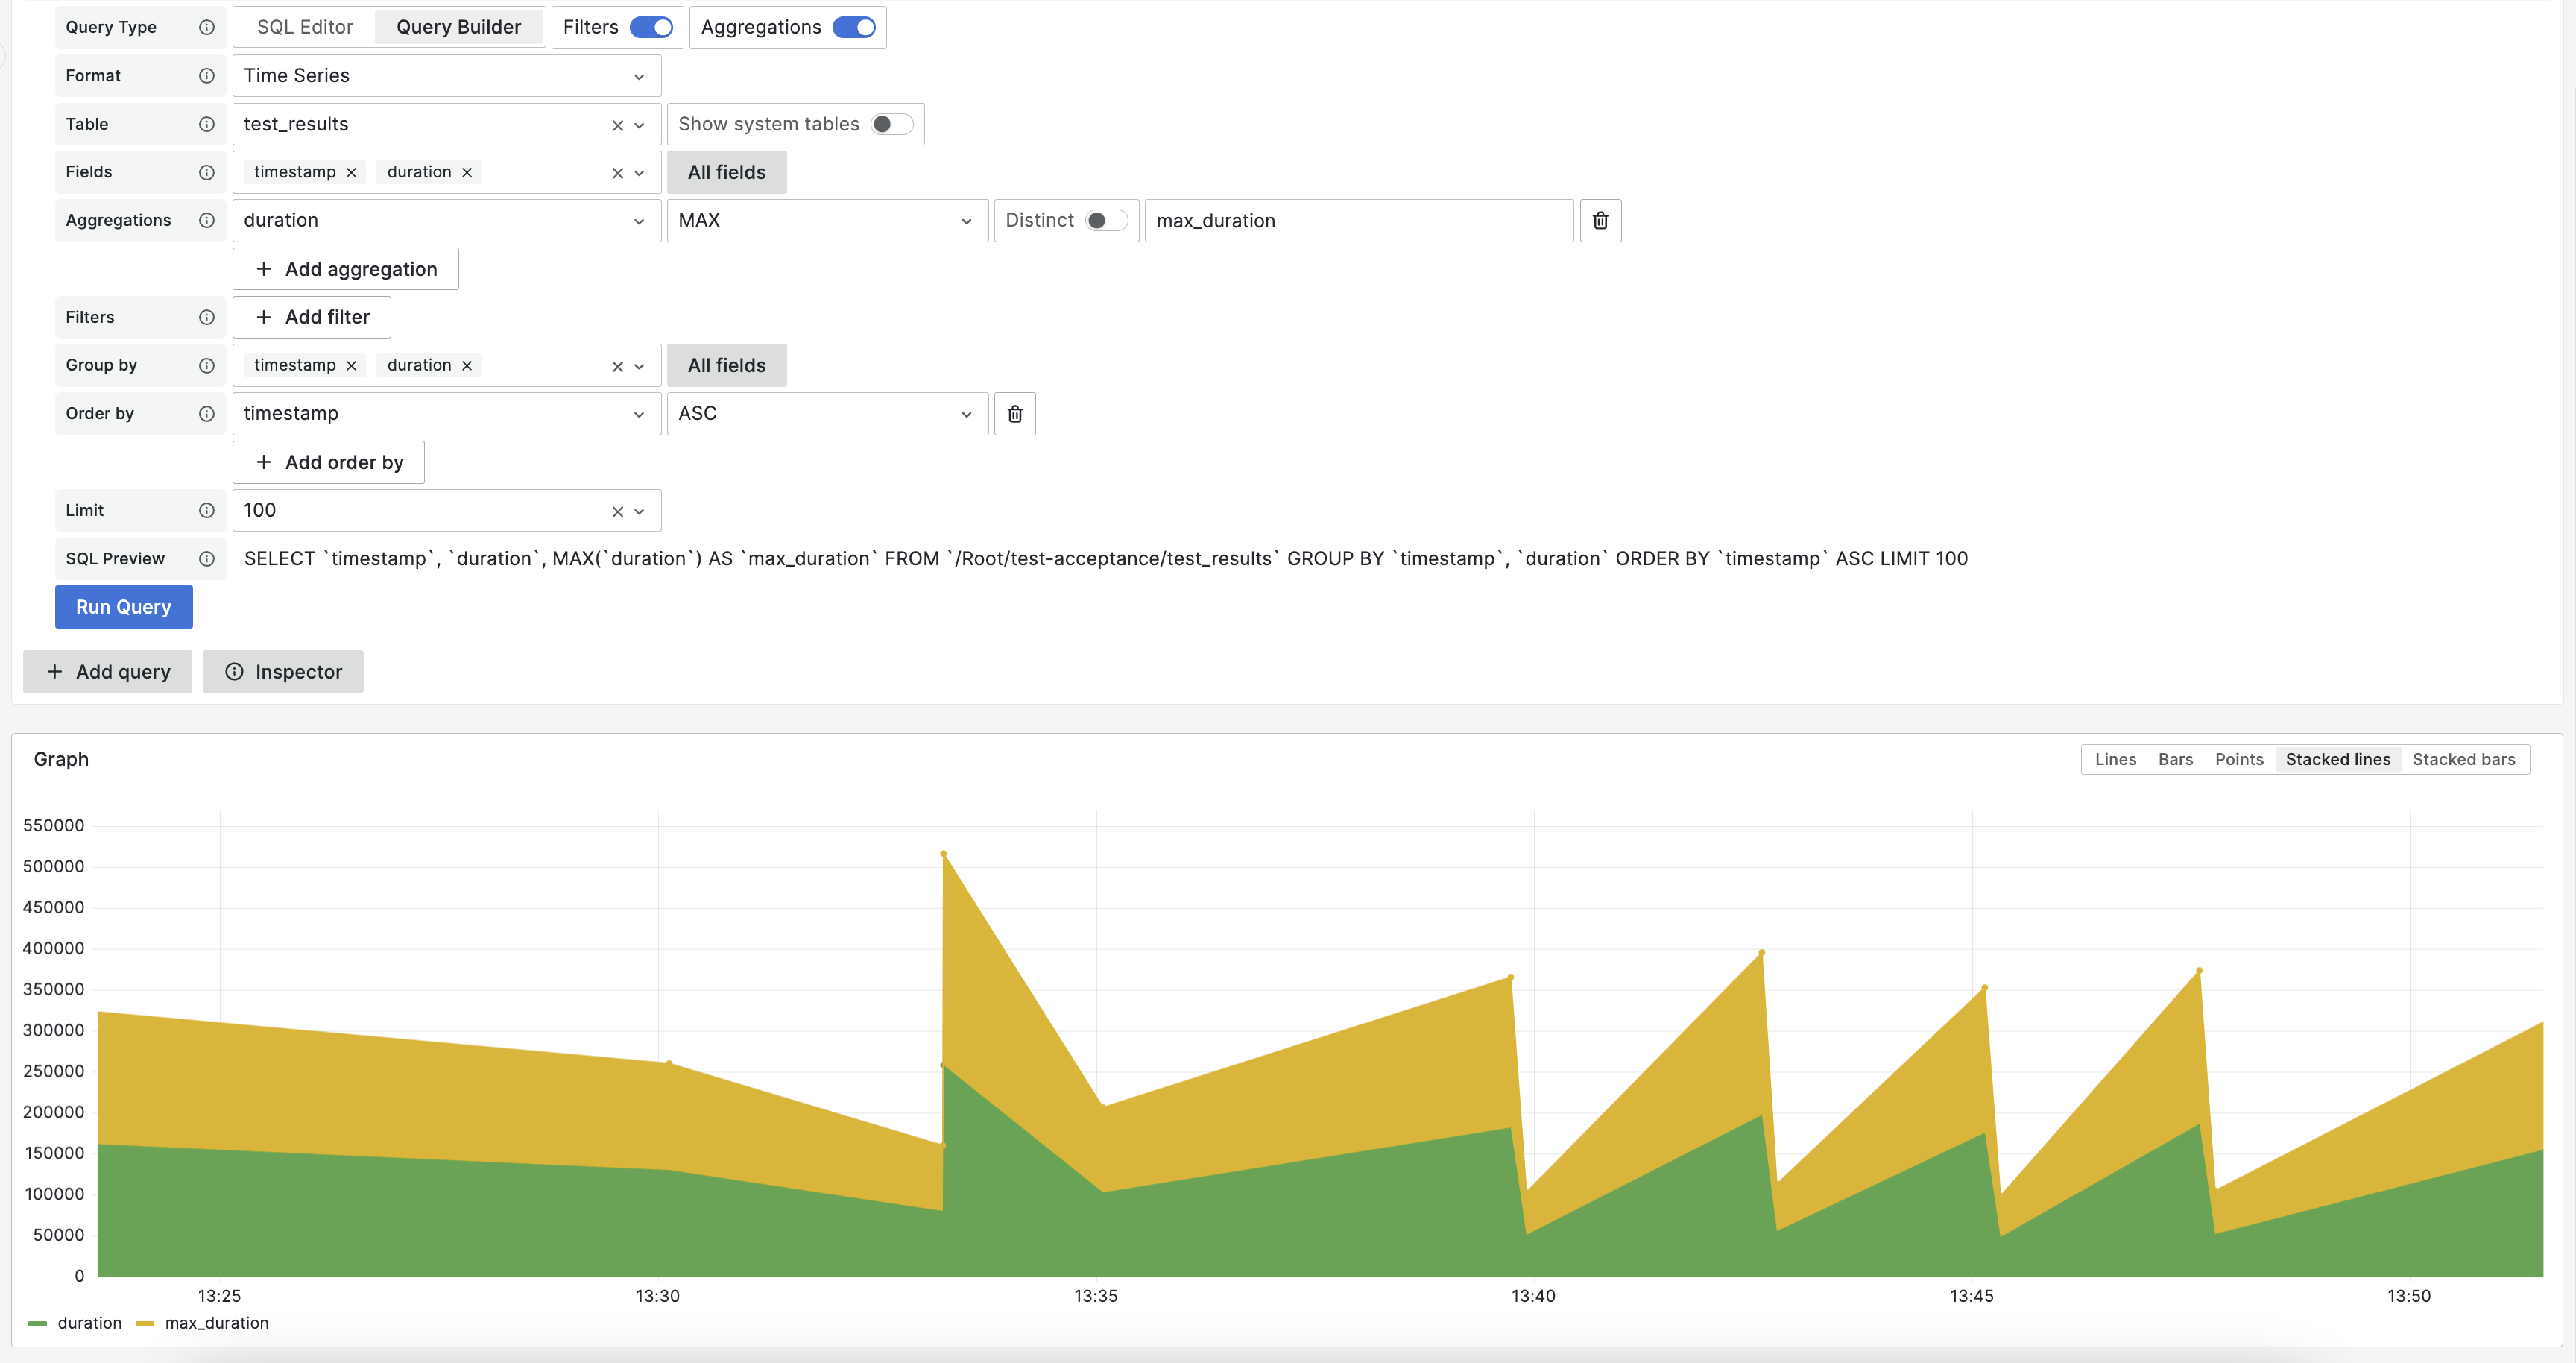 Query Type SQL Editor Query Builder Filters Aggregations
Format Time Series
Table test_results Show system tables
Fields timestamp duration All fields
Aggregations duration MAX Distinct max_duration
Add aggregation
Filters Add filter
Group by timestamp duration All fields
Order by timestamp ASC
Add order by
Limit 100
SQL Preview SELECT `timestamp`, `duration`, MAX(`duration`) AS `max_duration` FROM `/Root/test-acceptance/test_results` GROUP BY `timestamp`, `duration` ORDER BY `timestamp` ASC LIMIT 100
Run Query
Add query Inspector
Graph Lines Bars Points Stacked lines Stacked bars
550000
500000
450000
400000
350000
300000
250000
200000
150000
100000
50000
0
13:25 13:30 13:35 13:40 13:45 13:50
duration max_duration